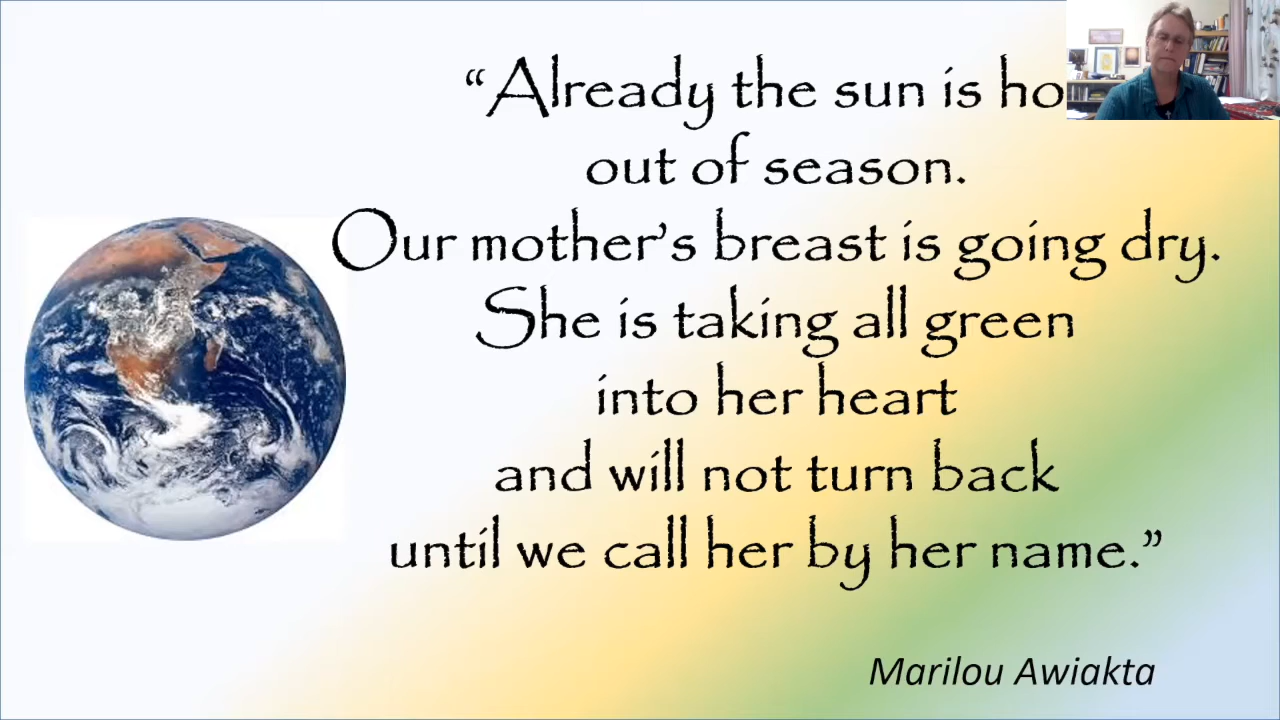 “Already the sun is ho
out of season.
Our mother’s breast is going dry.
She is taking all green
into her heart
and will not turn back
until we call her by her name.”
Marilou Awiakta